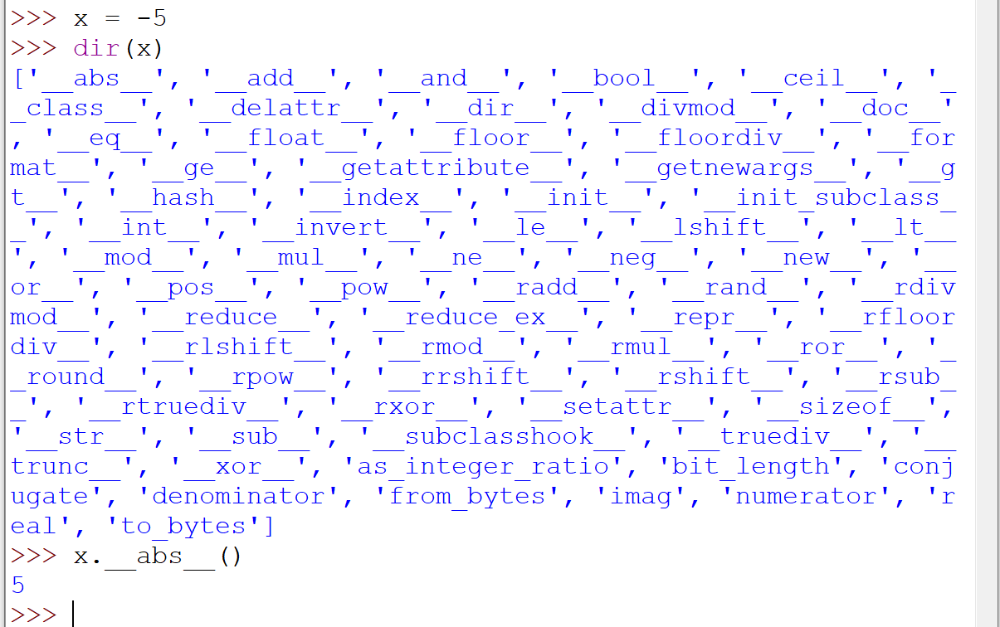 >>> x = -5
>>> dir(x)
['__abs__', '__add__', '__and__', '__bool__', '__ceil__', '_
_class__', '__delattr__', '__dir__', '__divmod__', '__doc__'
, '__eq__', '__float__', '__floor__', '__floordiv__', '__for
mat__', '__ge__', '__getattribute__', '__getnewargs__', '__g
t__', '__hash__', '__index__', '__init__', '__init_subclass_
_', '__int__', '__invert__', '__le__', '__lshift__', '__lt__
', '__mod__', '__mul__', '__ne__', '__neg__', '__new__', '__
or__', '__pos__', '__pow__', '__radd__', '__rand__', '__rdiv
mod__', '__reduce__', '__reduce_ex__', '__repr__', '__rfloor
div__', '__rlshift__', '__rmod__', '__rmul__', '__ror__', '_
_round__', '__rpow__', '__rrshift__', '__rshift__', '__rsub_
_', '__rtruediv__', '__rxor__', '__setattr__', '__sizeof__',
'__str__', '__sub__', '__subclasshook__', '__truediv__', '__
trunc__', '__xor__', 'as_integer_ratio', 'bit_length', 'conj
ugate', 'denominator', 'from_bytes', 'imag', 'numerator', 'r
eal', 'to_bytes']
>>> x.__abs__()
5
>>>